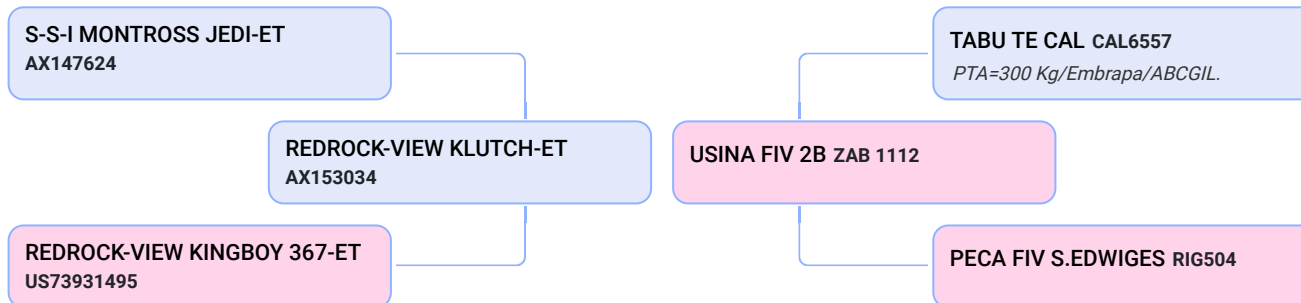 S-S-I MONTROSS JEDI-ET
AX147624
TABU TE CAL CAL6557
PTA=300 Kg/Embrapa/ABCGIL.
REDROCK-VIEW KLUTCH-ET
AX153034
USINA FIV 2B ZAB 1112
REDROCK-VIEW KINGBOY 367-ET
US73931495
PECA FIV S.EDWIGES RIG504